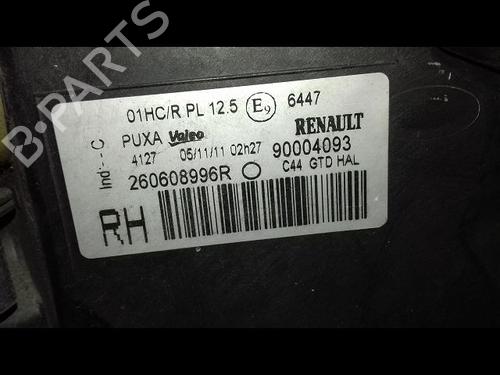 01HC/R PL 12.5 E9 6447
PUXA Valeo RENAULT
4127 05/11/11 02h27 90004093
Ind: -- C
260608996R C44 GTD HAL
RH
B-PARTS